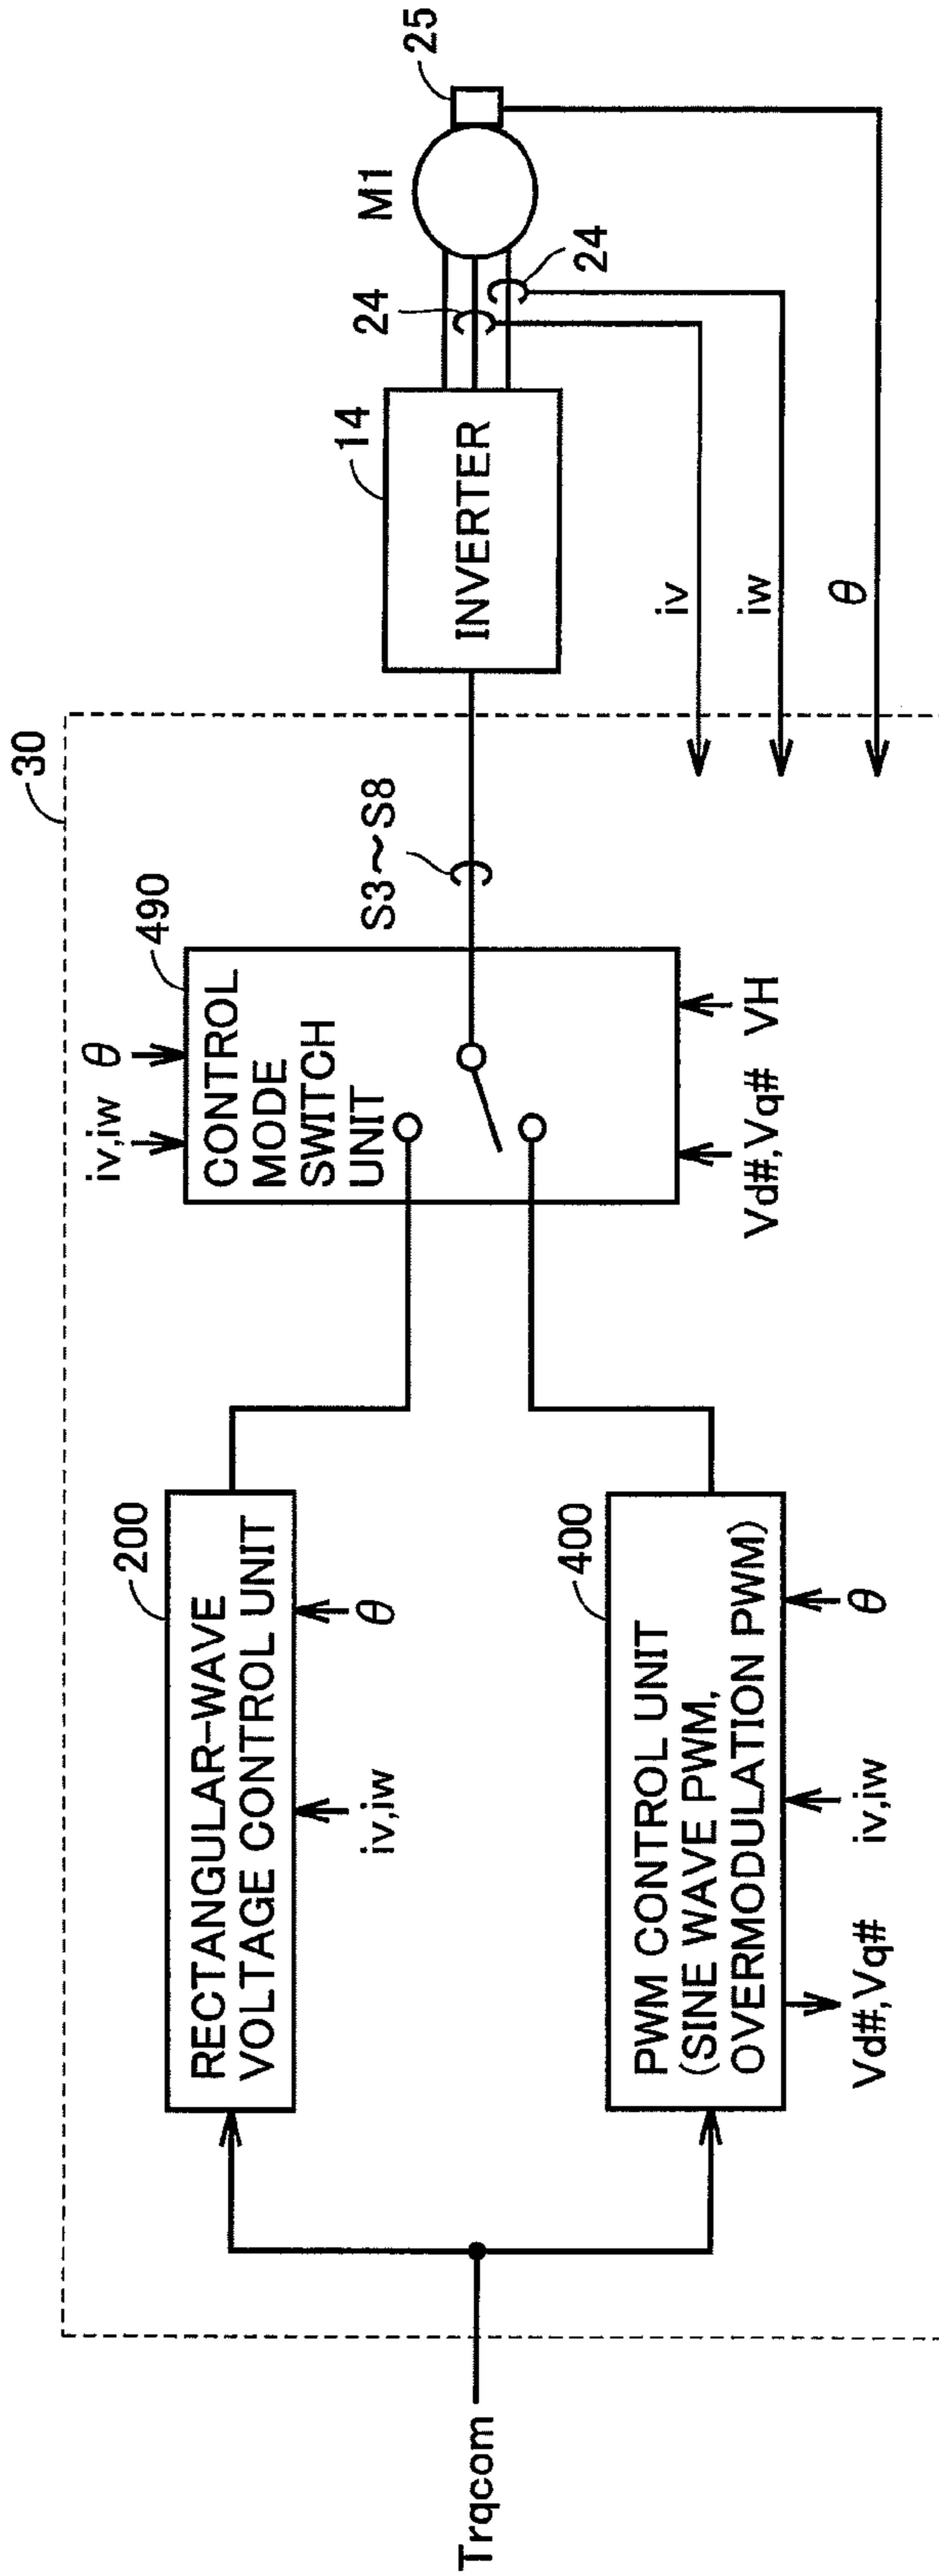 30
Trqcom
200
RECTANGULAR-WAVE
VOLTAGE CONTROL UNIT
iv,iw
θ
400
PWM CONTROL UNIT
(SINE WAVE PWM,
OVERMODULATION PWM)
Vd#,Vq#
iv,iw
θ
iv,iw
θ
490
CONTROL
MODE
SWITCH
UNIT
Vd#,Vq#
VH
S3~S8
14
INVERTER
24
24
M1
25
iv
iw
θ